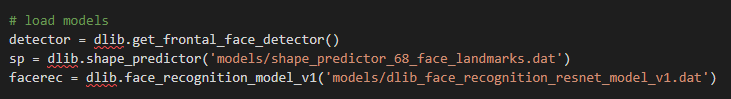 # load models
detector = dlib.get_frontal_face_detector()
sp = dlib.shape_predictor('models/shape_predictor_68_face_landmarks.dat')
facerec = dlib.face_recognition_model_v1('models/dlib_face_recognition_resnet_model_v1.dat')